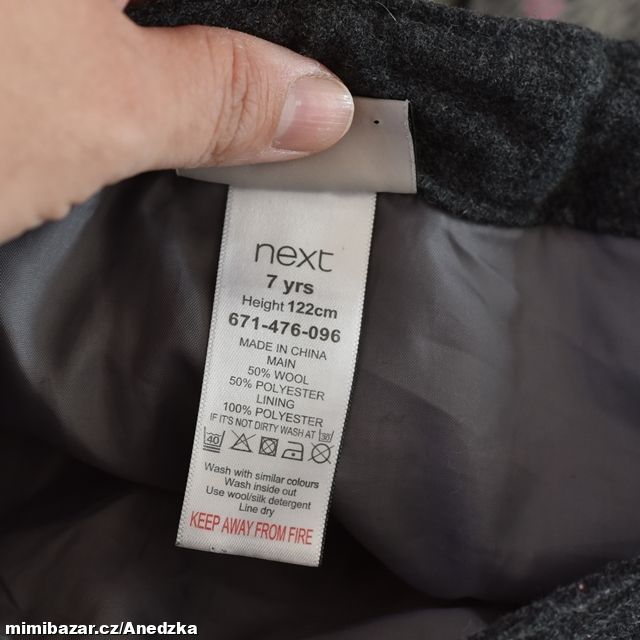 next
7 yrs
Height 122cm
671-476-096
MADE IN CHINA
MAIN
50% WOOL
50% POLYESTER
LINING
100% POLYESTER
IF IT'S NOT DIRTY WASH AT 30
40
Wash with similar colours
Wash inside out
Use wool/silk detergent
Line dry
KEEP AWAY FROM FIRE
mimibazar.cz/Anedzka